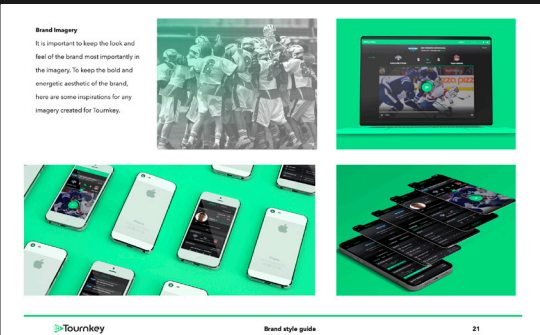 Brand Imagery
It is important to keep the look and
feel of the brand most importantly in
the imagery. To keep the bold and
energetic aesthetic of the brand,
here are some inspirations for any
imagery created for Tournkey.
Tournkey
Brand style guide
21